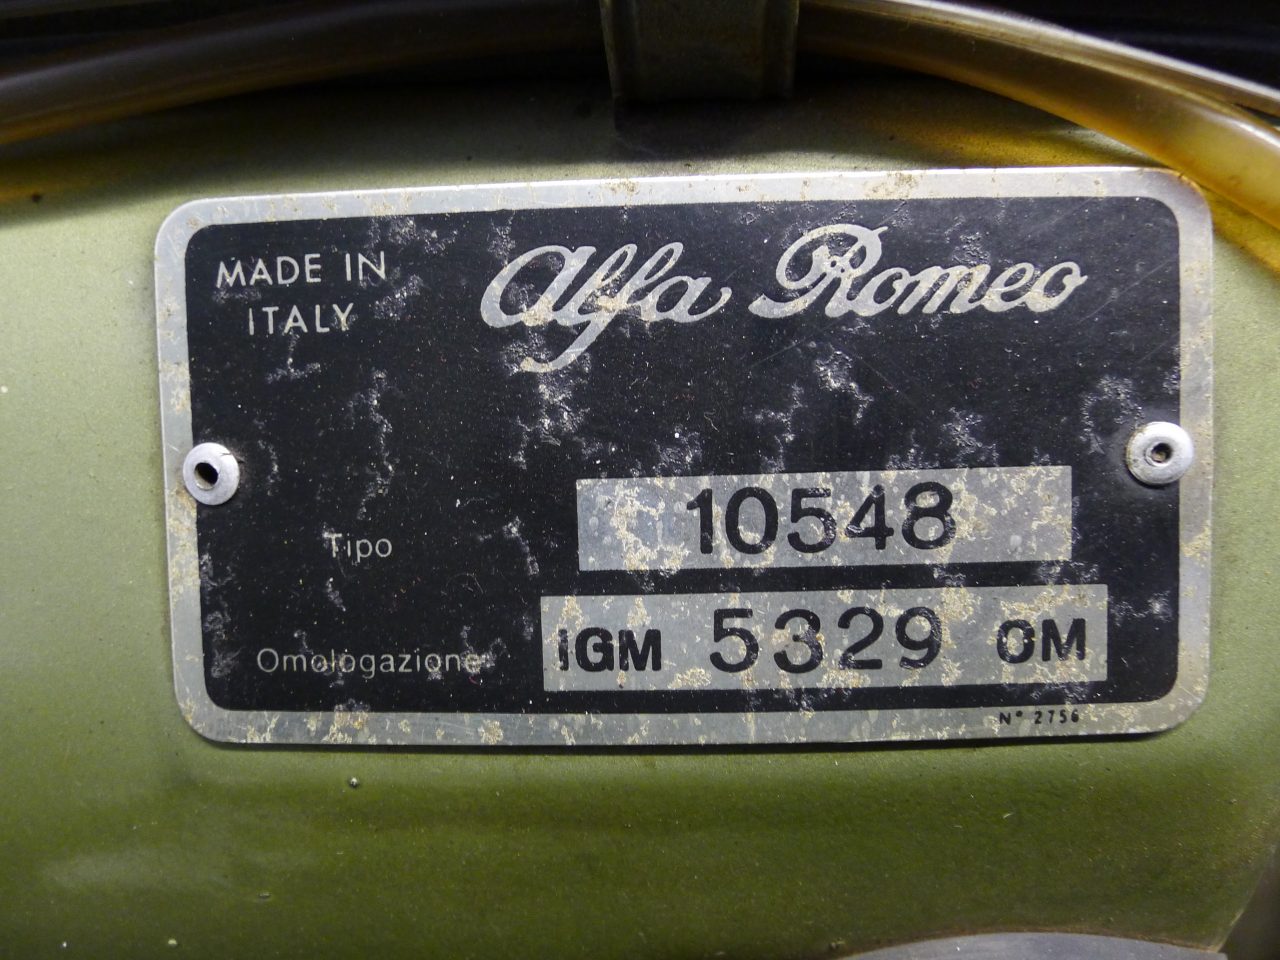 MADE IN
ITALY
Alfa Romeo
Tipo 10548
Omologazione IGM 5329 OM
N° 2756